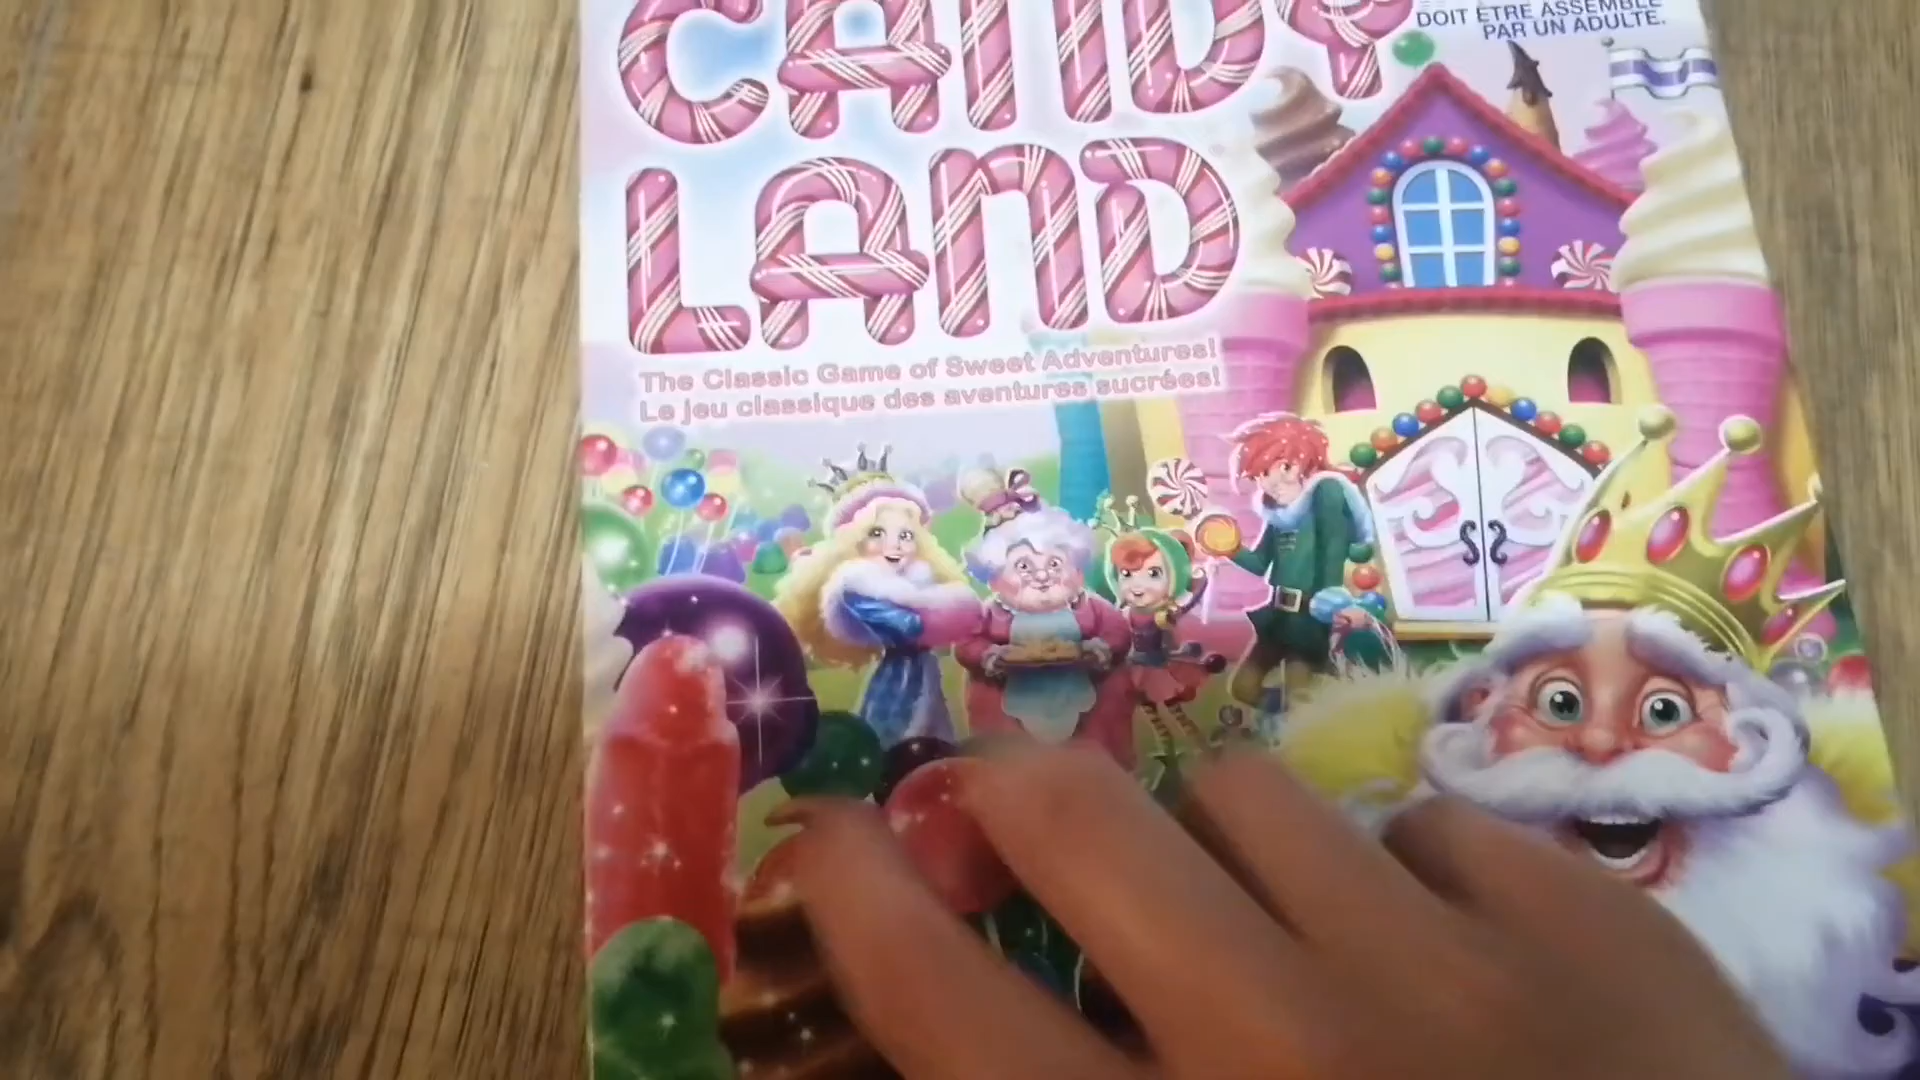 CANDY
DOIT ÊTRE ASSEMBLÉ
PAR UN ADULTE.
LAND
The Classic Game of Sweet Adventures!
Le jeu classique des aventures sucrées!